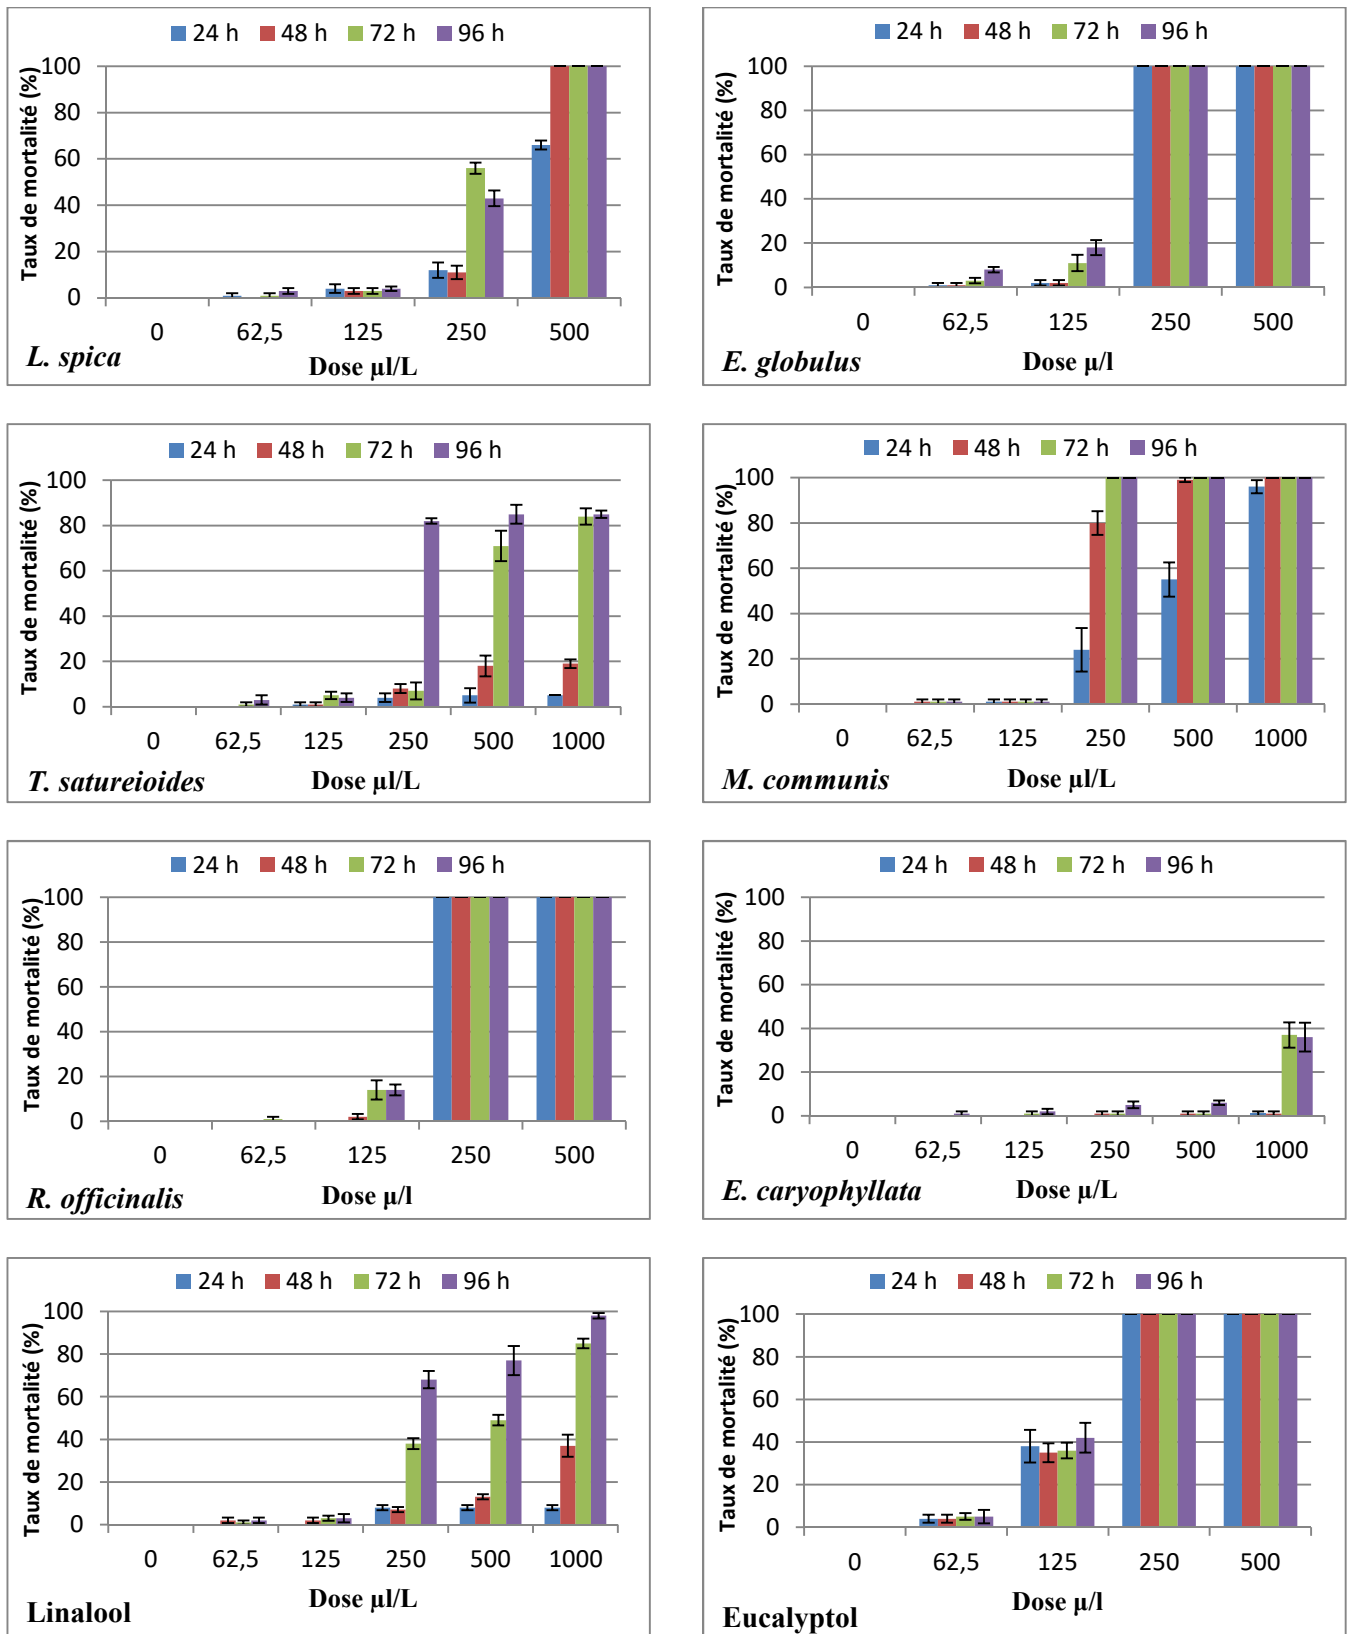 24 h 48 h 72 h 96 h
Taux de mortalité (%)
100
80
60
40
20
0
0 62,5 125 250 500
L. spica
Dose µl/L
24 h 48 h 72 h 96 h
Taux de mortalité (%)
100
80
60
40
20
0
0 62,5 125 250 500
E. globulus
Dose µ/l
24 h 48 h 72 h 96 h
Taux de mortalité (%)
100
80
60
40
20
0
0 62,5 125 250 500 1000
T. satureioides
Dose µl/L
24 h 48 h 72 h 96 h
Taux de mortalité (%)
100
80
60
40
20
0
0 62,5 125 250 500 1000
M. communis
Dose µl/L
24 h 48 h 72 h 96 h
Taux de mortalité (%)
100
80
60
40
20
0
0 62,5 125 250 500
R. officinalis
Dose µ/l
24 h 48 h 72 h 96 h
Taux de mortalité (%)
100
80
60
40
20
0
0 62,5 125 250 500 1000
E. caryophyllata
Dose µ/L
24 h 48 h 72 h 96 h
Taux de mortalité (%)
100
80
60
40
20
0
0 62,5 125 250 500 1000
Linalool
Dose µl/L
24 h 48 h 72 h 96 h
Taux de mortalité (%)
100
80
60
40
20
0
0 62,5 125 250 500
Eucalyptol
Dose µ/l